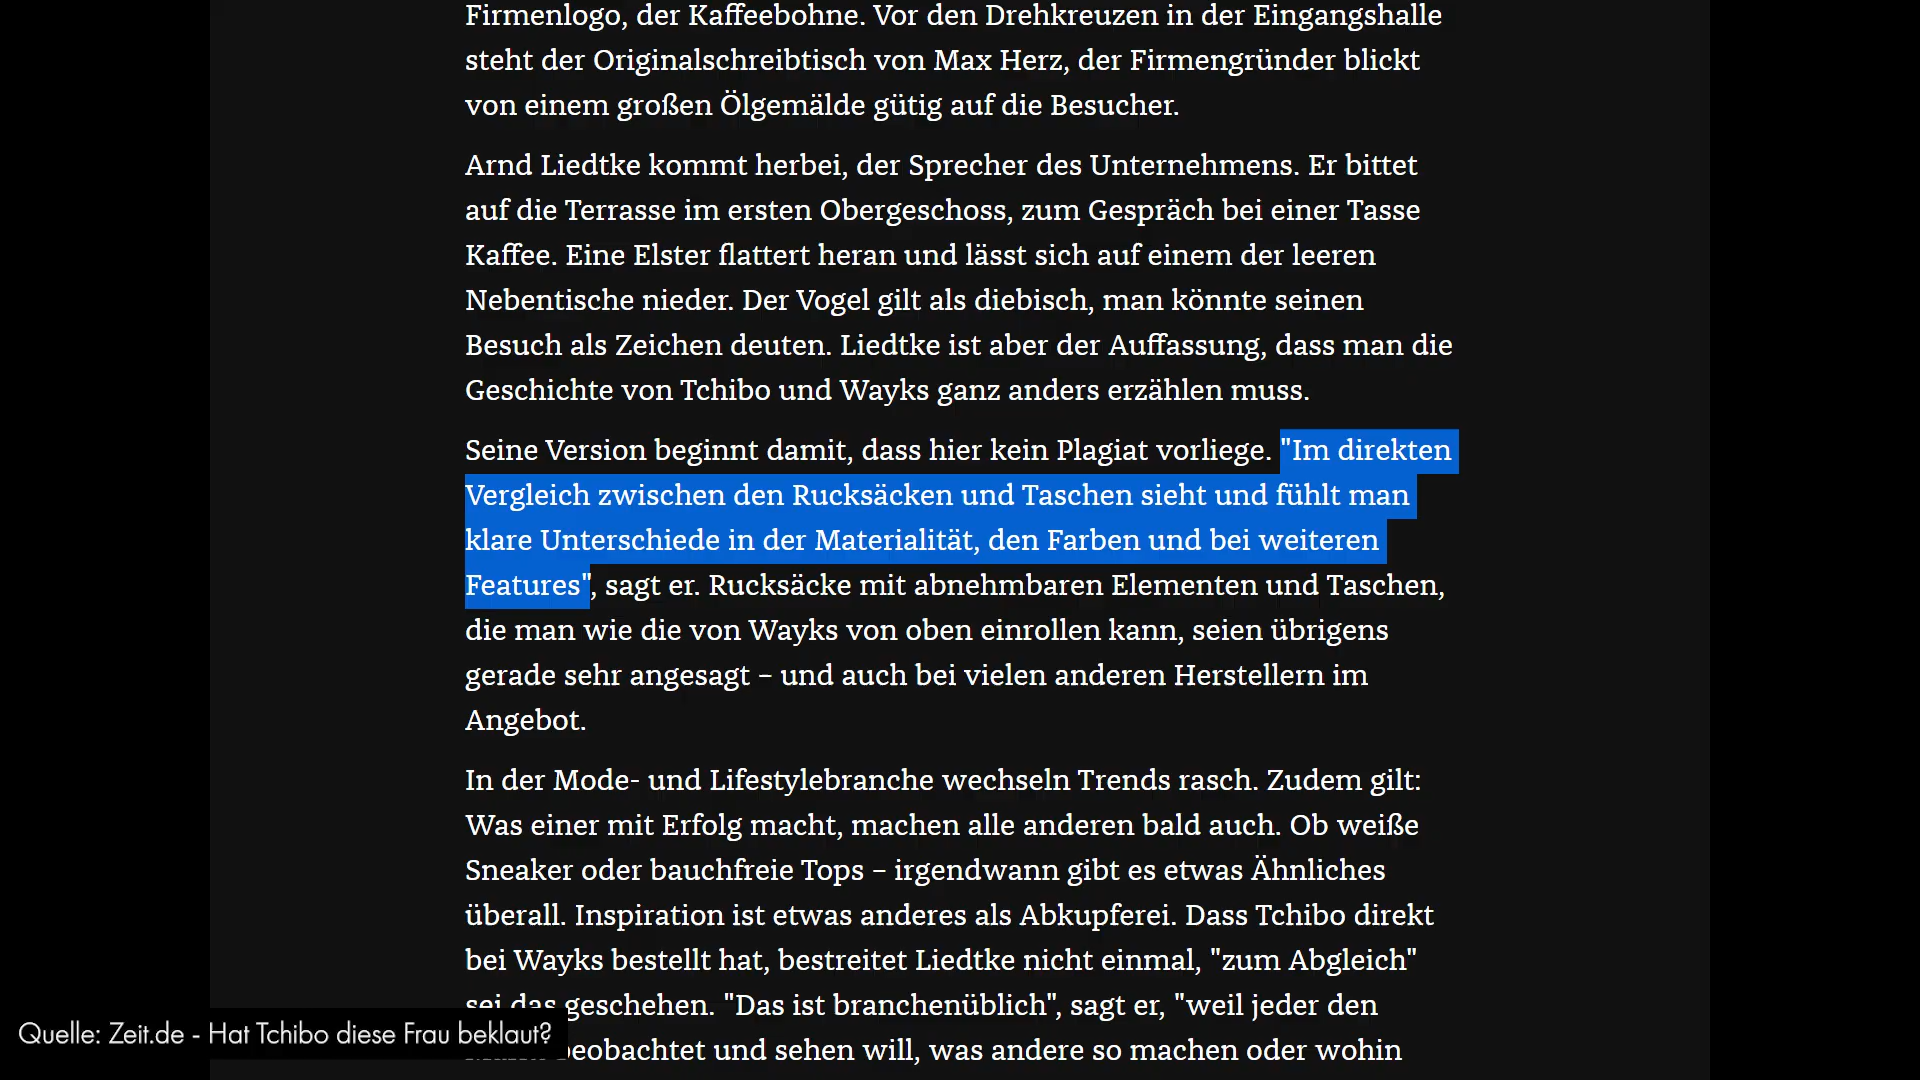 Firmenlogo, der Kaffeebohne. Vor den Drehkreuzen in der Eingangshalle
steht der Originalschreibtisch von Max Herz, der Firmengründer blickt
von einem großen Ölgemälde gütig auf die Besucher.
Arnd Liedtke kommt herbei, der Sprecher des Unternehmens. Er bittet
auf die Terrasse im ersten Obergeschoss, zum Gespräch bei einer Tasse
Kaffee. Eine Elster flattert heran und lässt sich auf einem der leeren
Nebentische nieder. Der Vogel gilt als diebisch, man könnte seinen
Besuch als Zeichen deuten. Liedtke ist aber der Auffassung, dass man die
Geschichte von Tchibo und Wayks ganz anders erzählen muss.
Seine Version beginnt damit, dass hier kein Plagiat vorliege. "Im direkten
Vergleich zwischen den Rucksäcken und Taschen sieht und fühlt man
klare Unterschiede in der Materialität, den Farben und bei weiteren
Features", sagt er. Rucksäcke mit abnehmbaren Elementen und Taschen,
die man wie die von Wayks von oben einrollen kann, seien übrigens
gerade sehr angesagt – und auch bei vielen anderen Herstellern im
Angebot.
In der Mode- und Lifestylebranche wechseln Trends rasch. Zudem gilt:
Was einer mit Erfolg macht, machen alle anderen bald auch. Ob weiße
Sneaker oder bauchfreie Tops – irgendwann gibt es etwas Ähnliches
überall. Inspiration ist etwas anderes als Abkupferei. Dass Tchibo direkt
bei Wayks bestellt hat, bestreitet Liedtke nicht einmal, "zum Abgleich"
sei das geschehen. "Das ist branchenüblich", sagt er, "weil jeder den
beobachtet und sehen will, was andere so machen oder wohin
Quelle: Zeit.de - Hat Tchibo diese Frau beklaut?